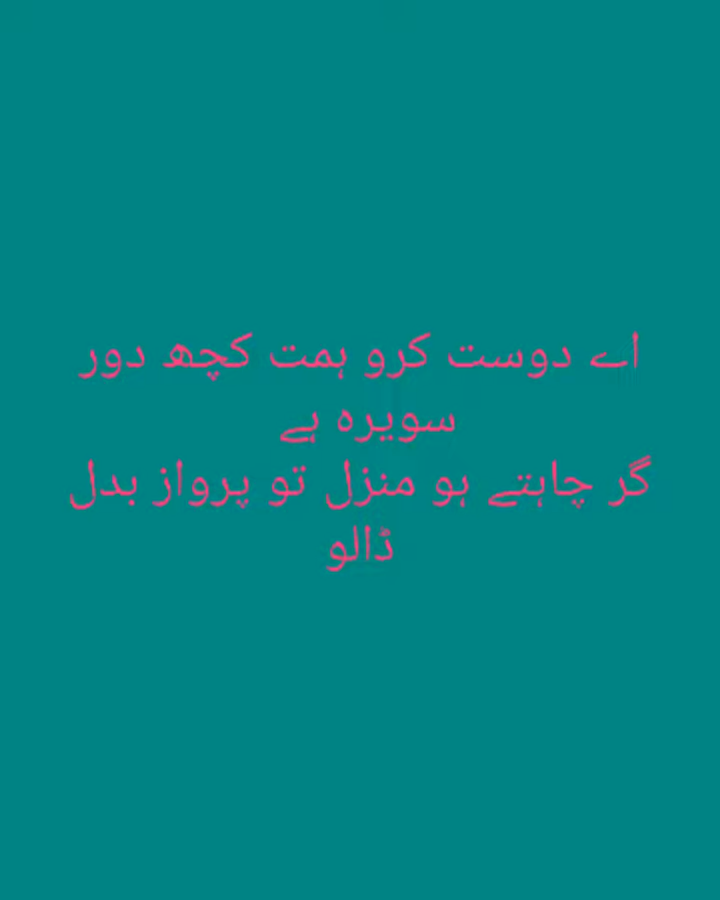 اے دوست کرو ہمت کچھ دور
سویرہ ہے
گر چاہتے ہو منزل تو پرواز بدل
ڈالو